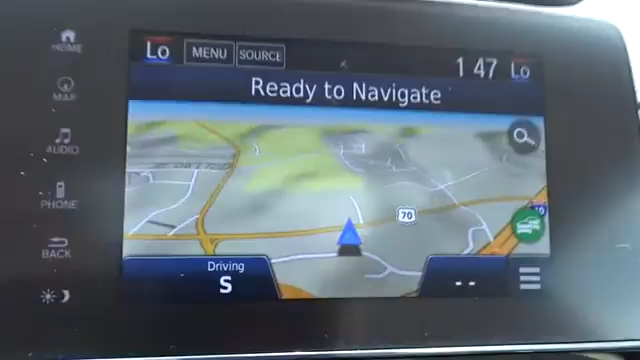 HOME
MAP
AUDIO
PHONE
BACK
Lo MENU SOURCE 1 47 Lo
Ready to Navigate
70
Driving
S
--